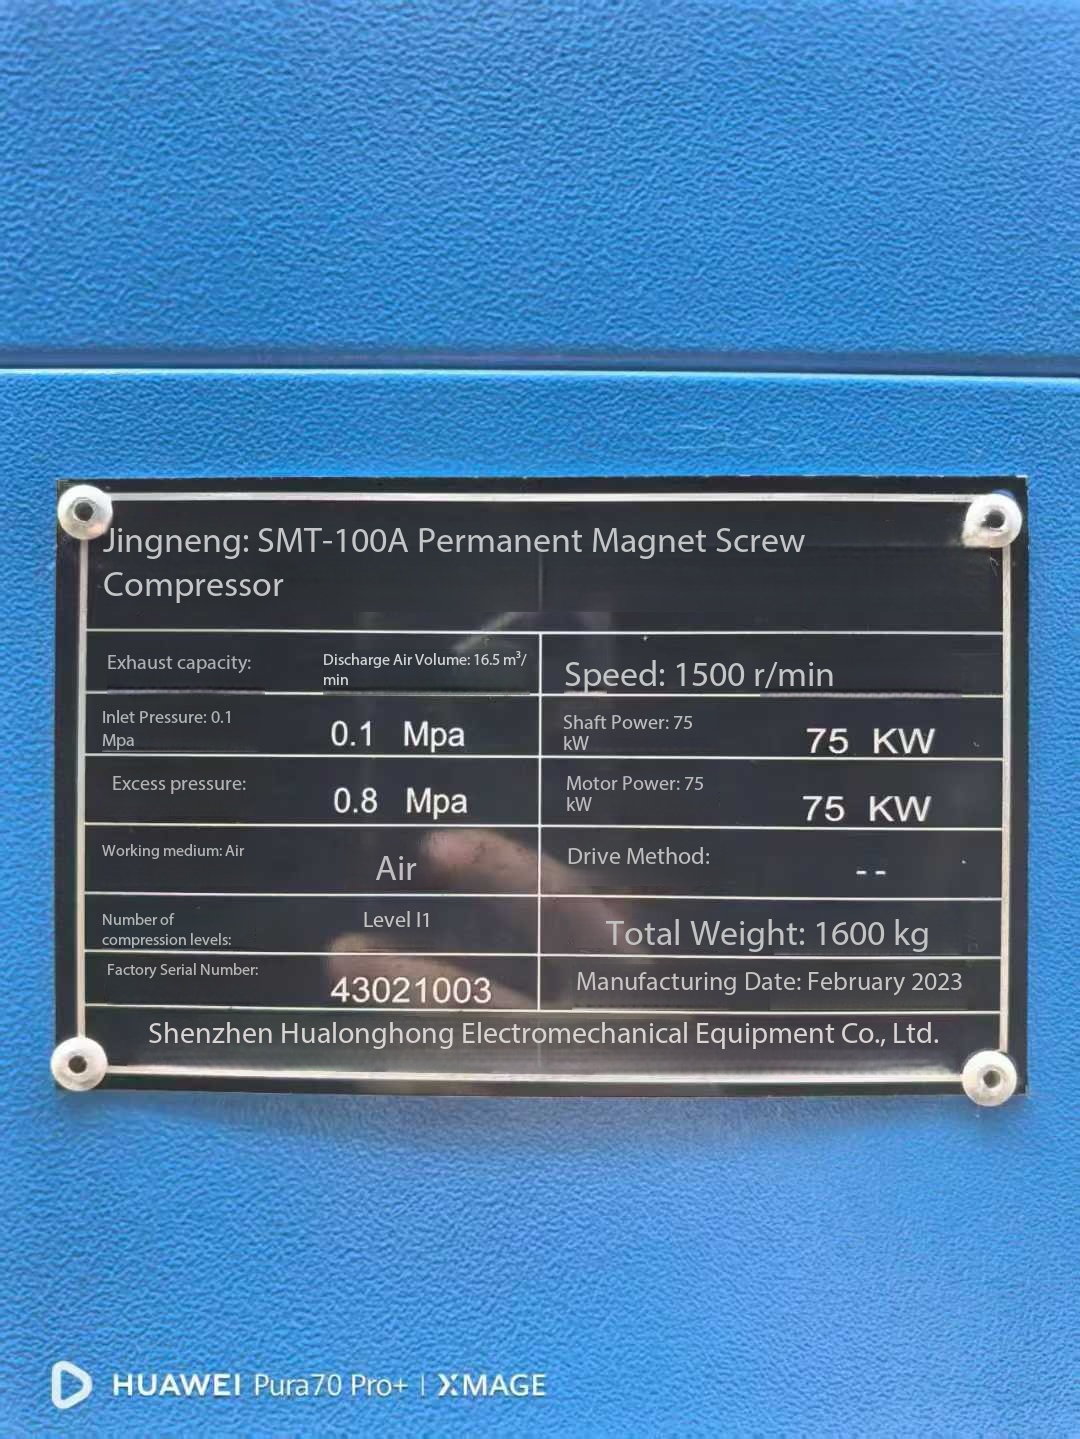 Jingneng: SMT-100A Permanent Magnet Screw
Compressor
Exhaust capacity:
Discharge Air Volume: 16.5 m³/
min
Speed: 1500 r/min
Inlet Pressure: 0.1
Mpa
0.1 Mpa
Shaft Power: 75
kW
75 KW
Excess pressure:
0.8 Mpa
Motor Power: 75
kW
75 KW
Working medium: Air
Air
Drive Method:
--
Number of
compression levels:
Level I1
Total Weight: 1600 kg
Factory Serial Number:
43021003
Manufacturing Date: February 2023
Shenzhen Hualonghong Electromechanical Equipment Co., Ltd.
HUAWEI Pura70 Pro+ | XMAGE